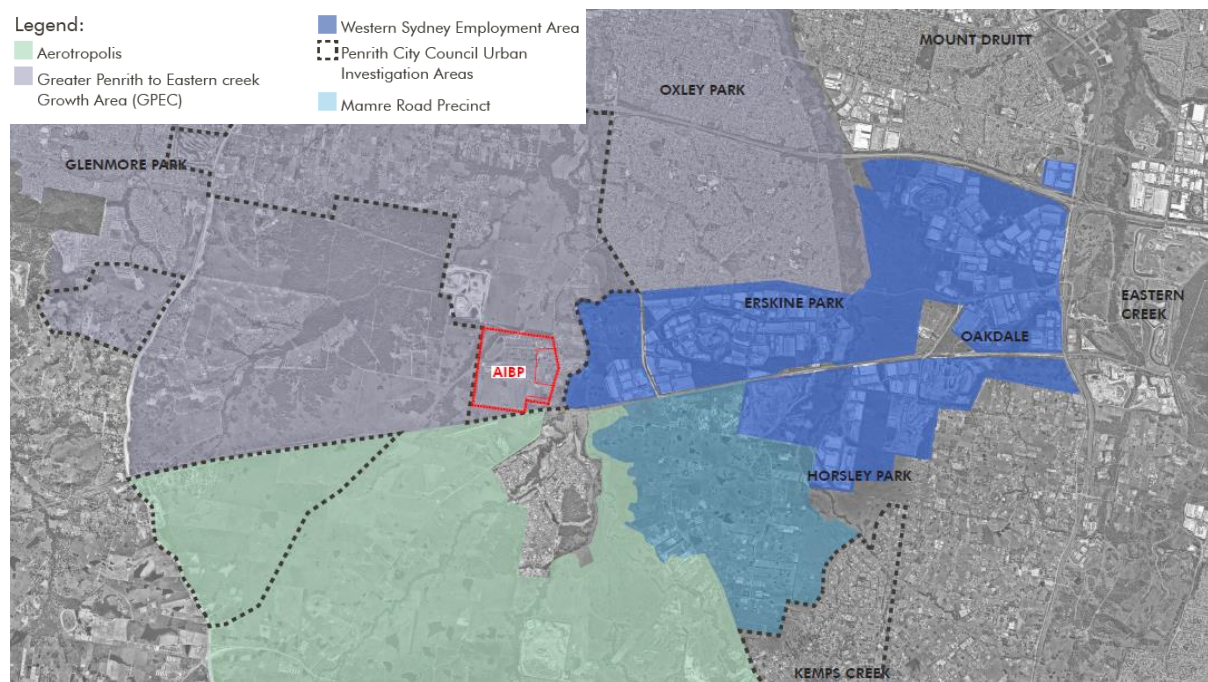 Legend:
Aerotropolis
Greater Penrith to Eastern creek
Growth Area (GPEC)
Western Sydney Employment Area
Penrith City Council Urban
Investigation Areas
Mamre Road Precinct
MOUNT DRUITT
OXLEY PARK
GLENMORE PARK
EASTERN
CREEK
ERSKINE PARK
OAKDALE
AIBP
HORSLEY PARK
KEMPS CREEK